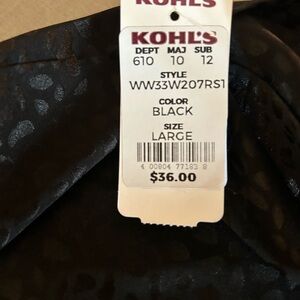 KOHL'S
KOHL'S
DEPT MAJ SUB
610 10 12
STYLE
WW33W207RS1
COLOR
BLACK
SIZE
LARGE
4 00804 77183 8
$36.00